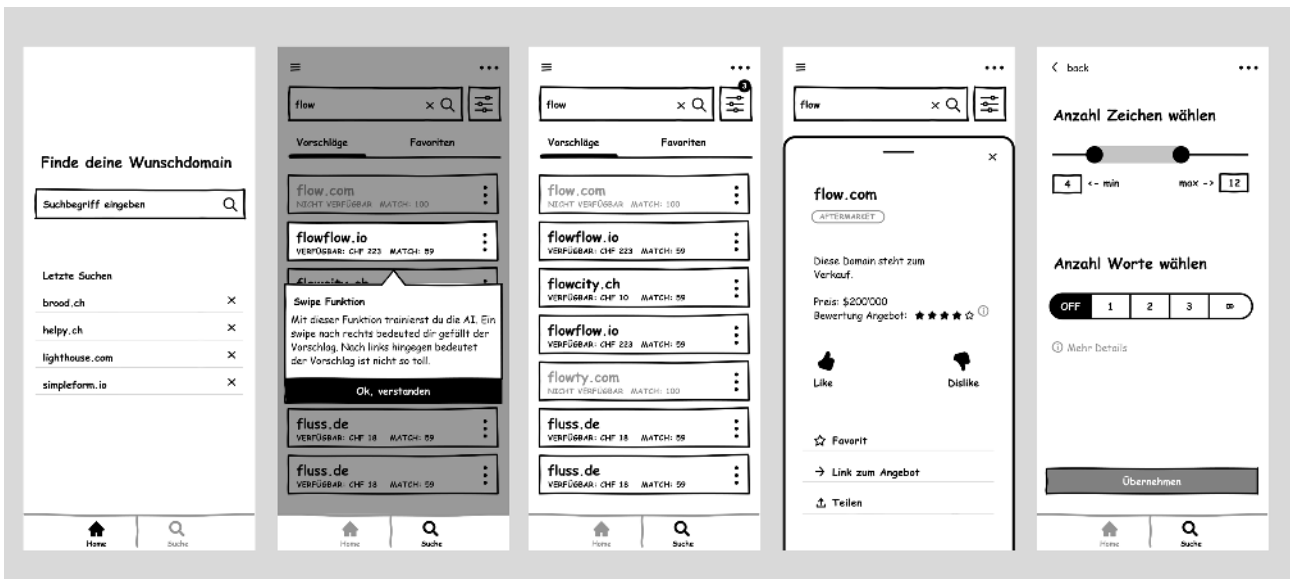 Finde deine Wunschdomain
Suchbegriff eingeben
Letzte Suchen
brood.ch
helpy.ch
lighthouse.com
simpleform.io
Home
Suche
flow
Vorschläge
Favoriten
flow.com
NICHT VERFÜGBAR MATCH: 100
flowflow.io
VERFÜGBAR: CHF 223 MATCH: 59
flowcity.ch
Swipe Funktion
Mit dieser Funktion trainierst du die AI. Ein
swipe nach rechts bedeuted dir gefällt der
Vorschlag. Nach links hingegen bedeutet
der Vorschlag ist nicht so toll.
Ok, verstanden
fluss.de
VERFÜGBAR: CHF 18 MATCH: 59
fluss.de
VERFÜGBAR: CHF 18 MATCH: 59
Home
Suche
3
flow
Vorschläge
Favoriten
flow.com
NICHT VERFÜGBAR MATCH: 100
flowflow.io
VERFÜGBAR: CHF 223 MATCH: 59
flowcity.ch
VERFÜGBAR: CHF 10 MATCH: 59
flowflow.io
VERFÜGBAR: CHF 223 MATCH: 59
flowty.com
NICHT VERFÜGBAR MATCH: 100
fluss.de
VERFÜGBAR: CHF 18 MATCH: 59
fluss.de
VERFÜGBAR: CHF 18 MATCH: 59
Home
Suche
flow
flow.com
AFTERMARKET
Diese Domain steht zum
Verkauf.
Preis: $200'000
Bewertung Angebot: ★★★★☆
Like
Dislike
Favorit
Link zum Angebot
Teilen
back
Anzahl Zeichen wählen
4 <- min
max -> 12
Anzahl Worte wählen
OFF 1 2 3 ∞
Mehr Details
Übernehmen
Home
Suche